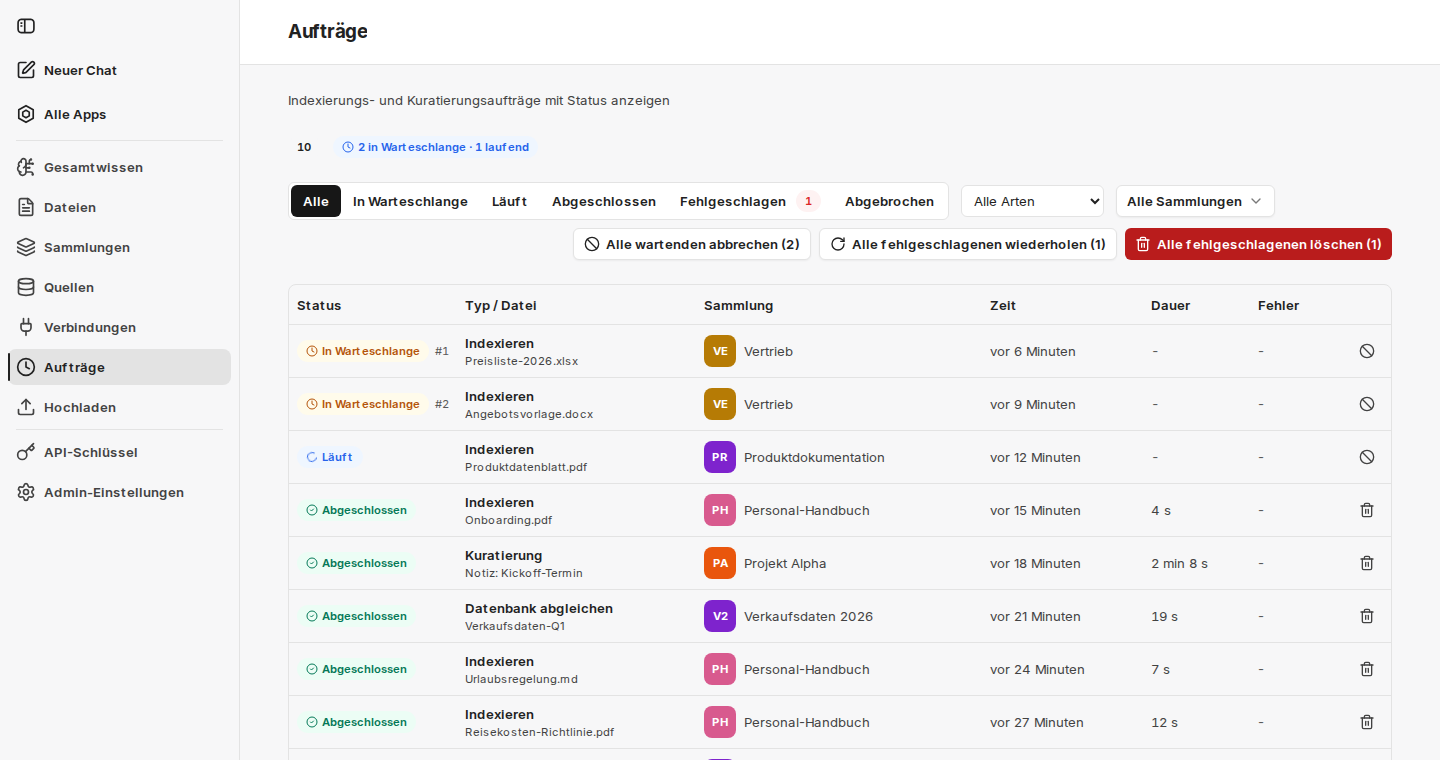 Aufträge
Neuer Chat
Alle Apps
Gesamtwissen
Dateien
Sammlungen
Quellen
Verbindungen
Aufträge
Hochladen
API-Schlüssel
Admin-Einstellungen
Indexierungs- und Kuratierungsaufträge mit Status anzeigen
10 2 in Warteschlange · 1 laufend
Alle In Warteschlange Läuft Abgeschlossen Fehlgeschlagen 1 Abgebrochen Alle Arten Alle Sammlungen
Alle wartenden abbrechen (2) Alle fehlgeschlagenen wiederholen (1) Alle fehlgeschlagenen löschen (1)
Status Typ / Datei Sammlung Zeit Dauer Fehler
In Warteschlange #1 Indexieren VE Vertrieb vor 6 Minuten - -
Preisliste-2026.xlsx
In Warteschlange #2 Indexieren VE Vertrieb vor 9 Minuten - -
Angebotsvorlage.docx
Läuft Indexieren PR Produktdokumentation vor 12 Minuten - -
Produktdatenblatt.pdf
Abgeschlossen Indexieren PH Personal-Handbuch vor 15 Minuten 4 s -
Onboarding.pdf
Abgeschlossen Kuratierung PA Projekt Alpha vor 18 Minuten 2 min 8 s -
Notiz: Kickoff-Termin
Abgeschlossen Datenbank abgleichen V2 Verkaufsdaten 2026 vor 21 Minuten 19 s -
Verkaufsdaten-Q1
Abgeschlossen Indexieren PH Personal-Handbuch vor 24 Minuten 7 s -
Urlaubsregelung.md
Abgeschlossen Indexieren PH Personal-Handbuch vor 27 Minuten 12 s -
Reisekosten-Richtlinie.pdf